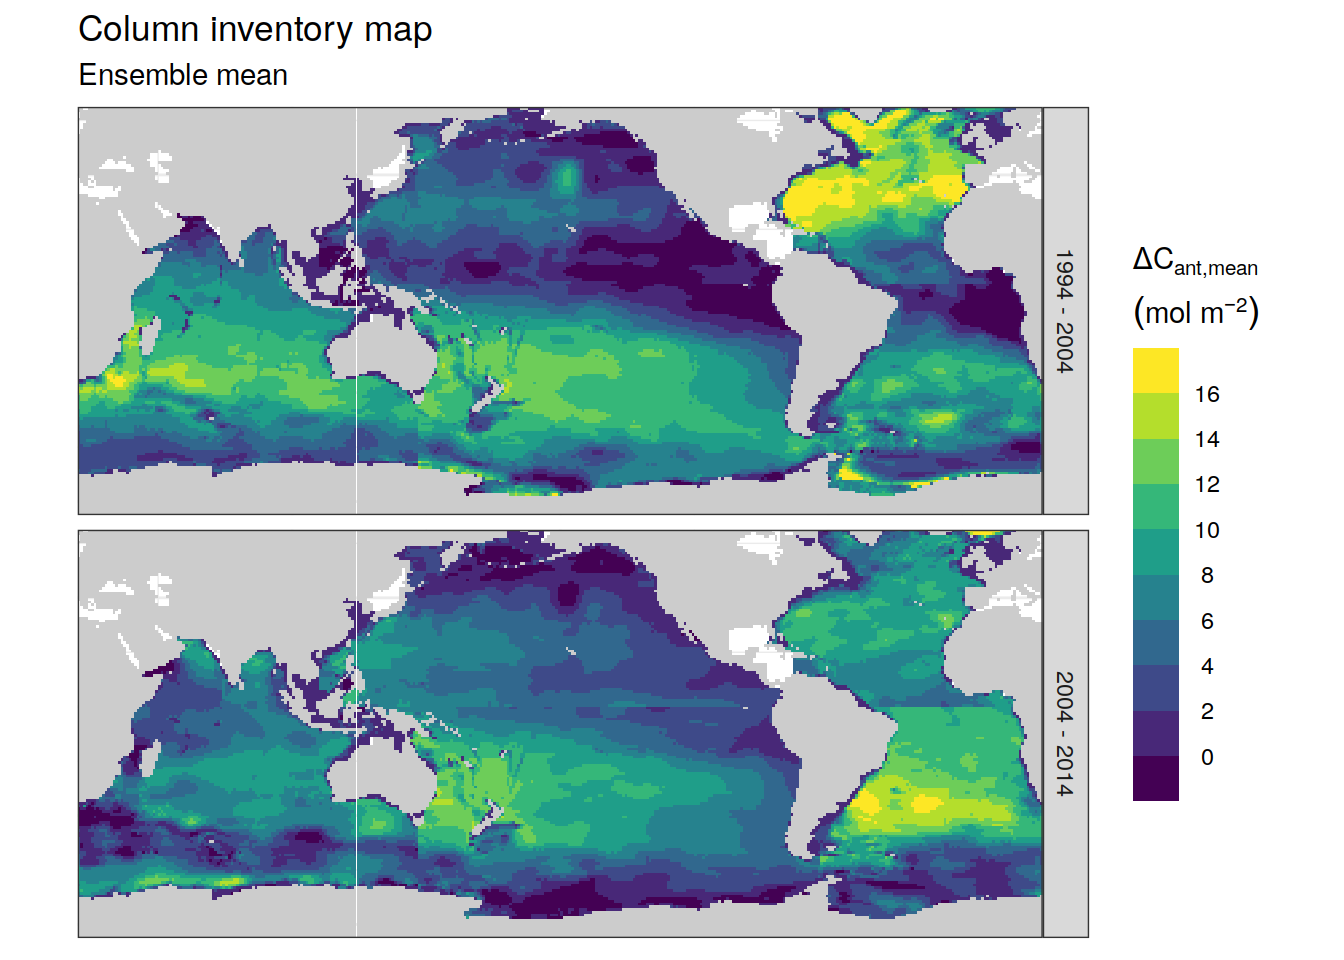 Column inventory map
Ensemble mean
1994 - 2004
2004 - 2014
ΔCant,mean
(mol m−2)
16
14
12
10
8
6
4
2
0